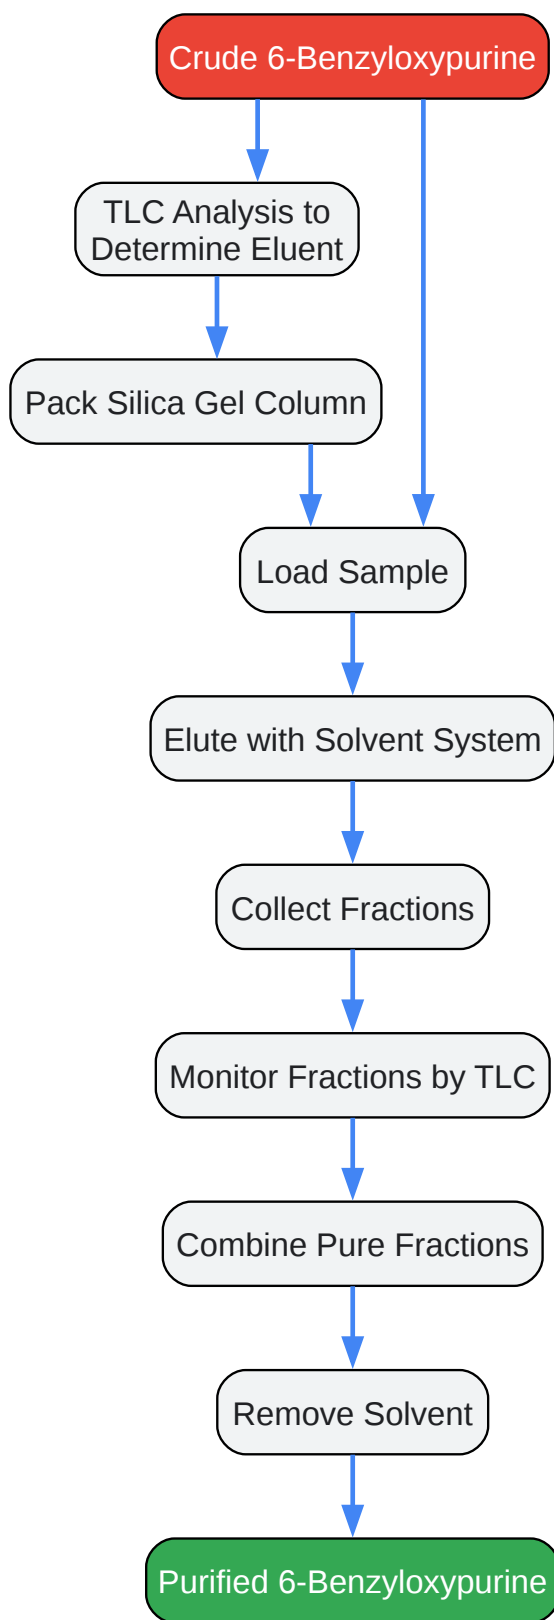 Crude 6-Benzyloxypurine
TLC Analysis to
Determine Eluent
Pack Silica Gel Column
Load Sample
Elute with Solvent System
Collect Fractions
Monitor Fractions by TLC
Combine Pure Fractions
Remove Solvent
Purified 6-Benzyloxypurine